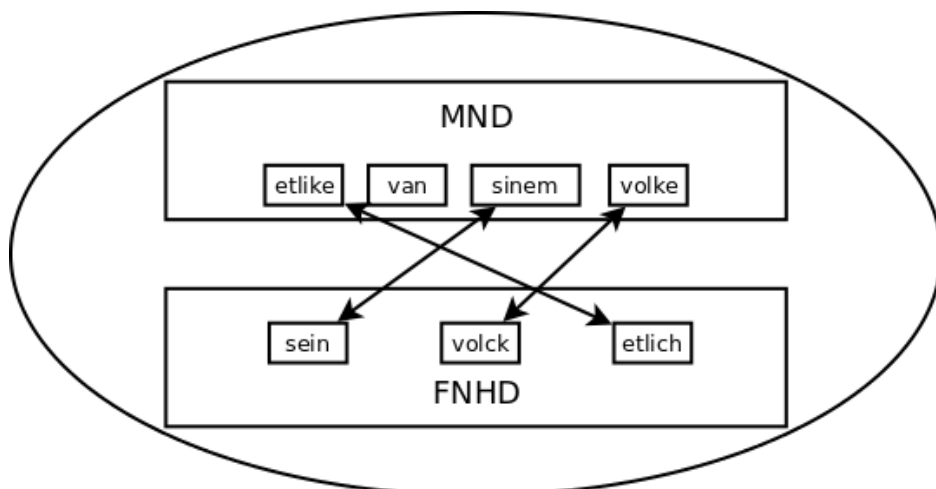 MND
etlike van sinem volke
sein volck etlich
FNHD